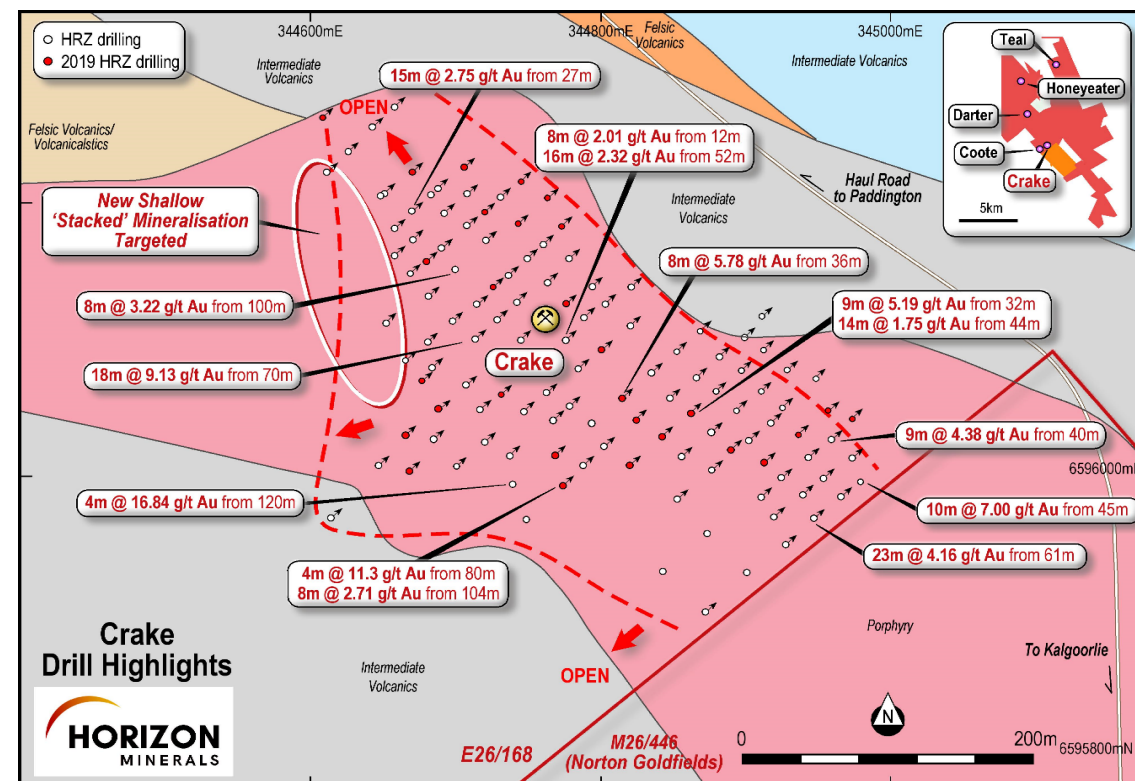 344600mE
344800mE
345000mE
HRZ drilling
2019 HRZ drilling
Intermediate
Volcanics
Felsic
Volcanics
Intermediate Volcanics
Teal
Honeyeater
Darter
Coote
Crake
5km
15m @ 2.75 g/t Au from 27m
OPEN
Felsic Volcanics/
Volcanicalstics
8m @ 2.01 g/t Au from 12m
16m @ 2.32 g/t Au from 52m
Haul Road
to Paddington
Intermediate
Volcanics
New Shallow
‘Stacked’ Mineralisation
Targeted
8m @ 5.78 g/t Au from 36m
8m @ 3.22 g/t Au from 100m
9m @ 5.19 g/t Au from 32m
14m @ 1.75 g/t Au from 44m
Crake
18m @ 9.13 g/t Au from 70m
9m @ 4.38 g/t Au from 40m
6596000m
4m @ 16.84 g/t Au from 120m
10m @ 7.00 g/t Au from 45m
23m @ 4.16 g/t Au from 61m
4m @ 11.3 g/t Au from 80m
8m @ 2.71 g/t Au from 104m
Crake
Drill Highlights
Porphyry
Intermediate
Volcanics
OPEN
To Kalgoorlie
HORIZON
MINERALS
N
E26/168
M26/446
(Norton Goldfields)
0
200m
6595800mN